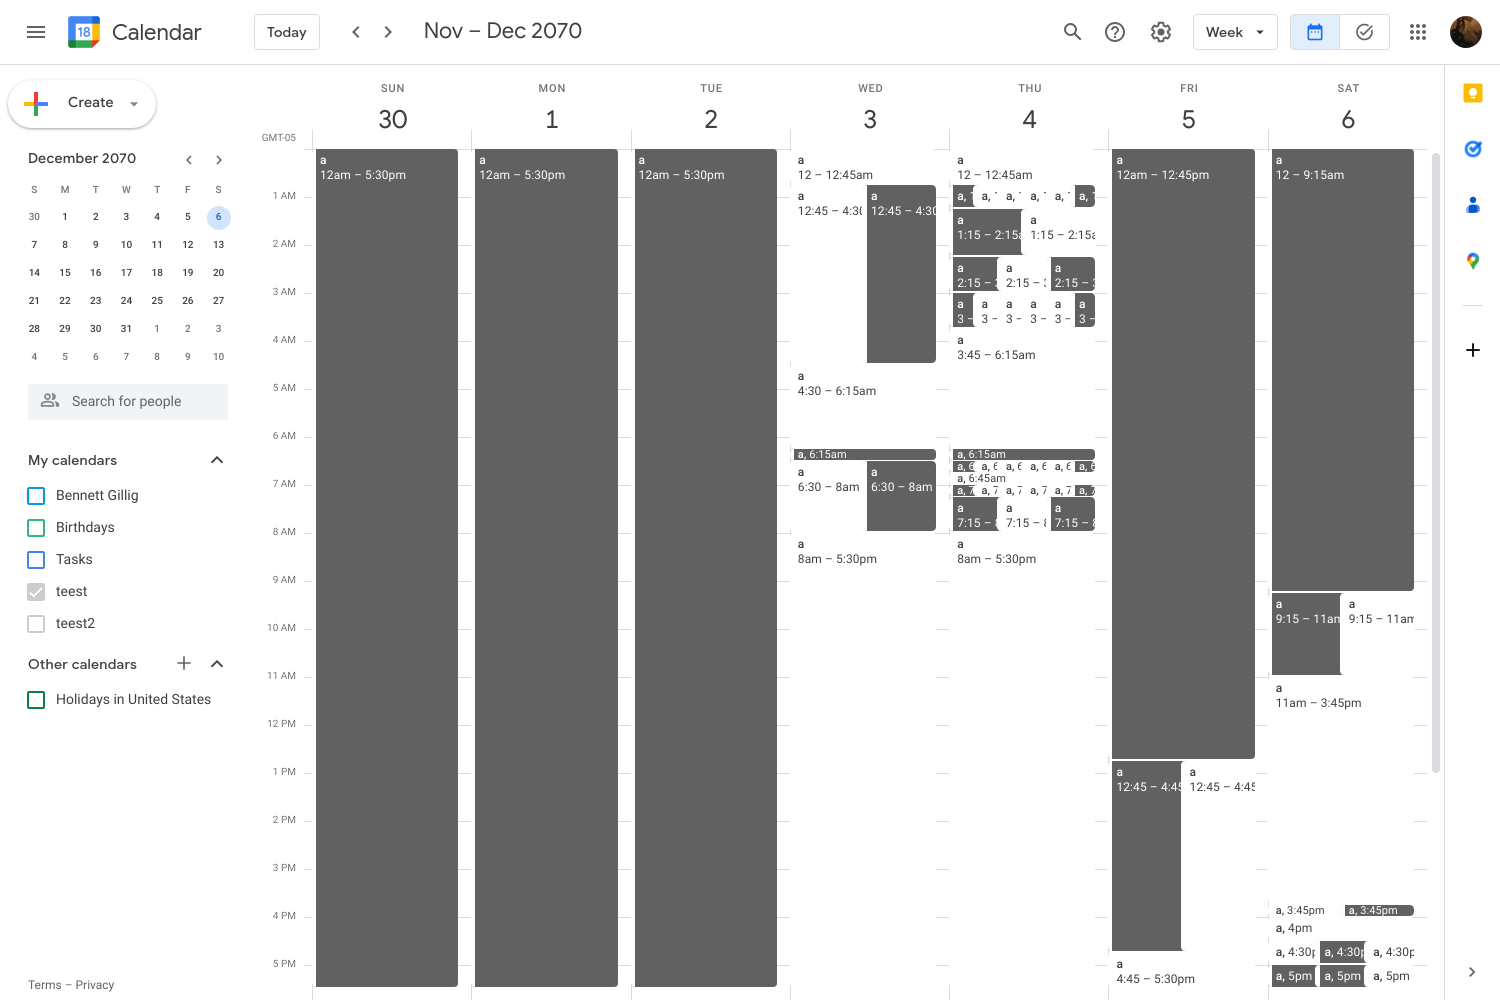 18 Calendar Today Nov – Dec 2070 Week
Create
December 2070
S M T W T F S
30 1 2 3 4 5 6
7 8 9 10 11 12 13
14 15 16 17 18 19 20
21 22 23 24 25 26 27
28 29 30 31 1 2 3
4 5 6 7 8 9 10
Search for people
My calendars
Bennett Gillig
Birthdays
Tasks
teest
teest2
Other calendars
Holidays in United States
Terms – Privacy
SUN MON TUE WED THU FRI SAT
30 1 2 3 4 5 6
GMT-05
1 AM
2 AM
3 AM
4 AM
5 AM
6 AM
7 AM
8 AM
9 AM
10 AM
11 AM
12 PM
1 PM
2 PM
3 PM
4 PM
5 PM
a
12am – 5:30pm
a
12am – 5:30pm
a
12am – 5:30pm
a
12 – 12:45am
a
12:45 – 4:30
a
12:45 – 4:30
a
4:30 – 6:15am
a, 6:15am
a
6:30 – 8am
a
6:30 – 8am
a
8am – 5:30pm
a
12 – 12:45am
a, a, a, a, a, a,
a
1:15 – 2:15a
a
1:15 – 2:15a
a
2:15 –
a
2:15 –
a
2:15 –
a a a a a a
3 – 3 – 3 – 3 – 3 – 3 –
a
3:45 – 6:15am
a, 6:15am
a, 6 a, 6 a, 6 a, 6 a, 6 a, 6
a, 6:45am
a, 7 a, 7 a, 7 a, 7 a, 7 a, 7
a
7:15 –
a
7:15 –
a
7:15 –
a
8am – 5:30pm
a
12am – 12:45pm
a
12:45 – 4:45
a
12:45 – 4:45
a
4:45 – 5:30pm
a
12 – 9:15am
a
9:15 – 11am
a
9:15 – 11am
a
11am – 3:45pm
a, 3:45pm a, 3:45pm
a, 4pm
a, 4:30p a, 4:30p a, 4:30p
a, 5pm a, 5pm a, 5pm